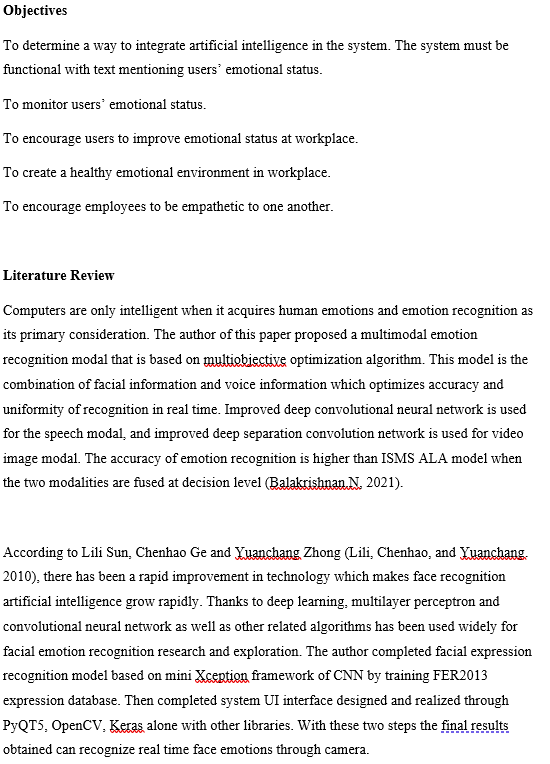 Objectives
To determine a way to integrate artificial intelligence in the system. The system must be
functional with text mentioning users’ emotional status.
To monitor users’ emotional status.
To encourage users to improve emotional status at workplace.
To create a healthy emotional environment in workplace.
To encourage employees to be empathetic to one another.
Literature Review
Computers are only intelligent when it acquires human emotions and emotion recognition as
its primary consideration. The author of this paper proposed a multimodal emotion
recognition modal that is based on multiobjective optimization algorithm. This model is the
combination of facial information and voice information which optimizes accuracy and
uniformity of recognition in real time. Improved deep convolutional neural network is used
for the speech modal, and improved deep separation convolution network is used for video
image modal. The accuracy of emotion recognition is higher than ISMS ALA model when
the two modalities are fused at decision level (Balakrishnan.N, 2021).
According to Lili Sun, Chenhao Ge and Yuanchang Zhong (Lili, Chenhao, and Yuanchang,
2010), there has been a rapid improvement in technology which makes face recognition
artificial intelligence grow rapidly. Thanks to deep learning, multilayer perceptron and
convolutional neural network as well as other related algorithms has been used widely for
facial emotion recognition research and exploration. The author completed facial expression
recognition model based on mini Xception framework of CNN by training FER2013
expression database. Then completed system UI interface designed and realized through
PyQT5, OpenCV, Keras alone with other libraries. With these two steps the final results
obtained can recognize real time face emotions through camera.